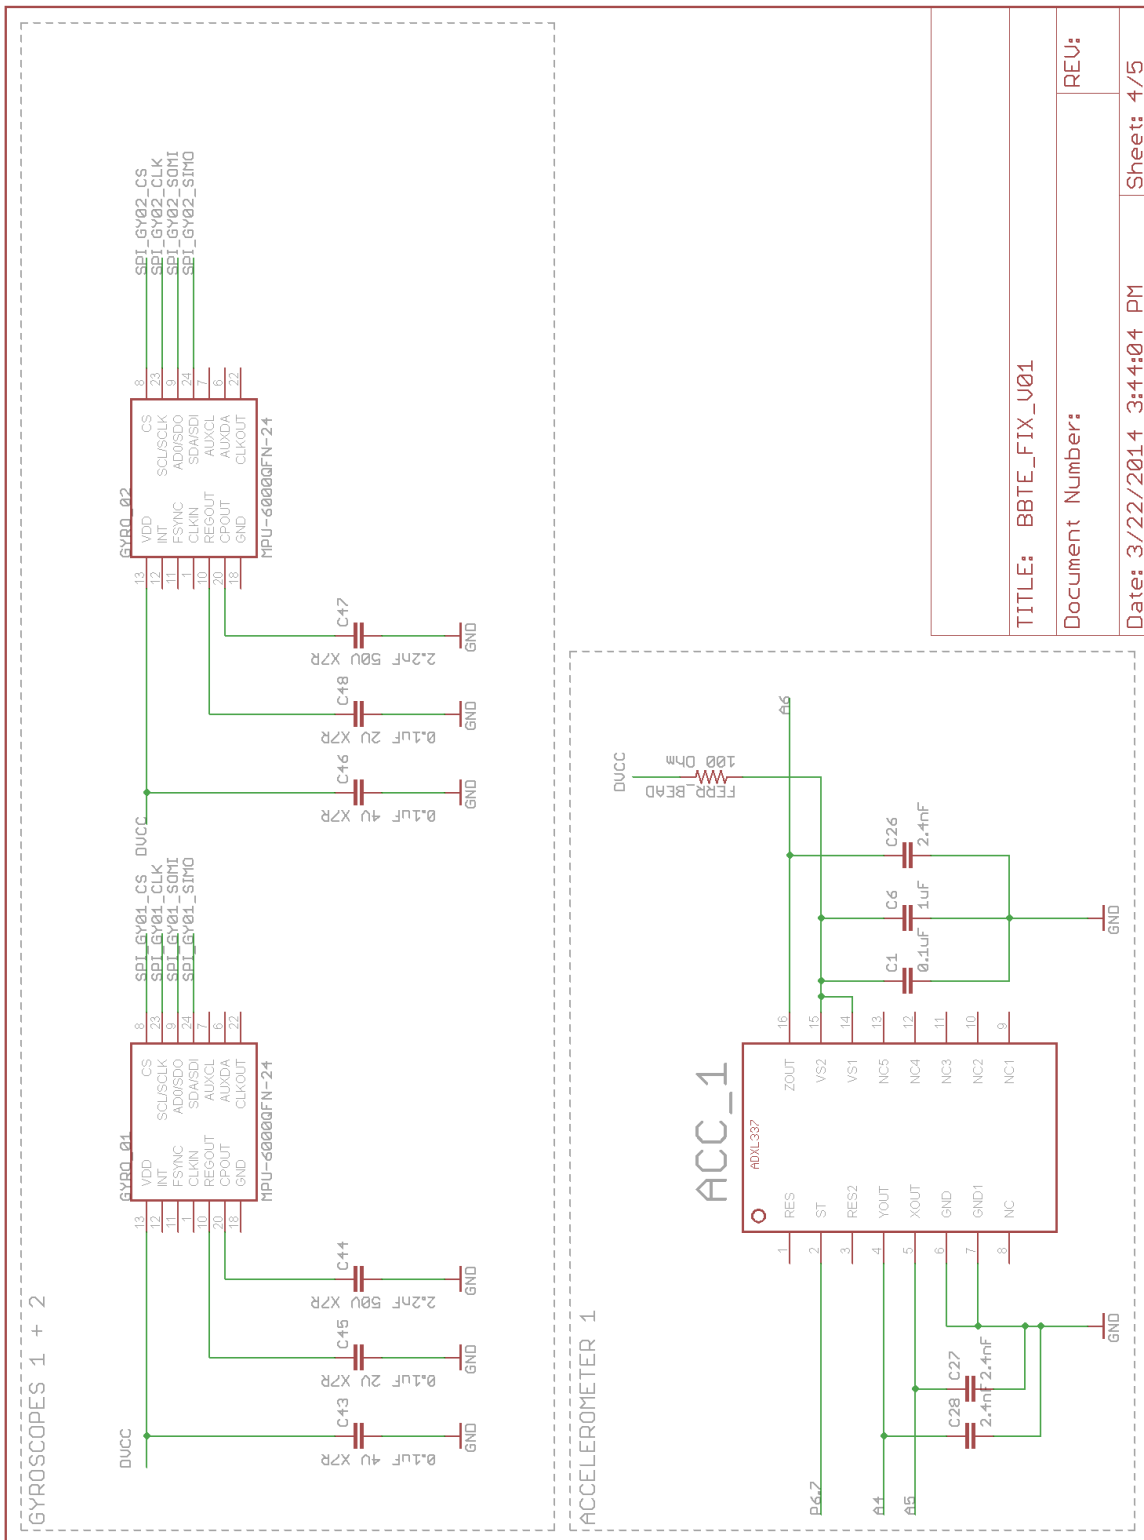 GYROSCOPES 1 + 2
DVCC
GYRO_01
13 VDD CS 8 SPI_GY01_CS
12 INT SCL/SCLK 23 SPI_GY01_CLK
11 FSYNC AD0/SDO 9 SPI_GY01_SOMI
1 CLKIN SDA/SDI 24 SPI_GY01_SIMO
10 REGOUT AUXCL 7
20 CPOUT AUXDA 6
18 GND CLKOUT 22
MPU-6000QFN-24
C43
0.1uF 4V X7R
GND
C45
0.1uF 2V X7R
GND
C44
2.2nF 50V X7R
GND
DVCC
GYRO_02
13 VDD CS 8 SPI_GY02_CS
12 INT SCL/SCLK 23 SPI_GY02_CLK
11 FSYNC AD0/SDO 9 SPI_GY02_SOMI
1 CLKIN SDA/SDI 24 SPI_GY02_SIMO
10 REGOUT AUXCL 7
20 CPOUT AUXDA 6
18 GND CLKOUT 22
MPU-6000QFN-24
C46
0.1uF 4V X7R
GND
C48
0.1uF 2V X7R
GND
C47
2.2nF 50V X7R
GND
ACCELEROMETER 1
ACC_1
ADXL337
1 RES ZOUT 16 A6
P6.7 2 ST VS2 15
3 RES2 VS1 14
A4 4 YOUT NC5 13
A5 5 XOUT NC4 12
6 GND NC3 11
7 GND1 NC2 10
8 NC NC1 9
C28
2.4nF
C27
2.4nF
GND
DVCC
FERR_BEAD
100 Ohm
C1
0.1uF
C6
1uF
C26
2.4nF
GND
TITLE: BBTE_FIX_V01
Document Number:
REV:
Date: 3/22/2014 3:44:04 PM
Sheet: 4/5